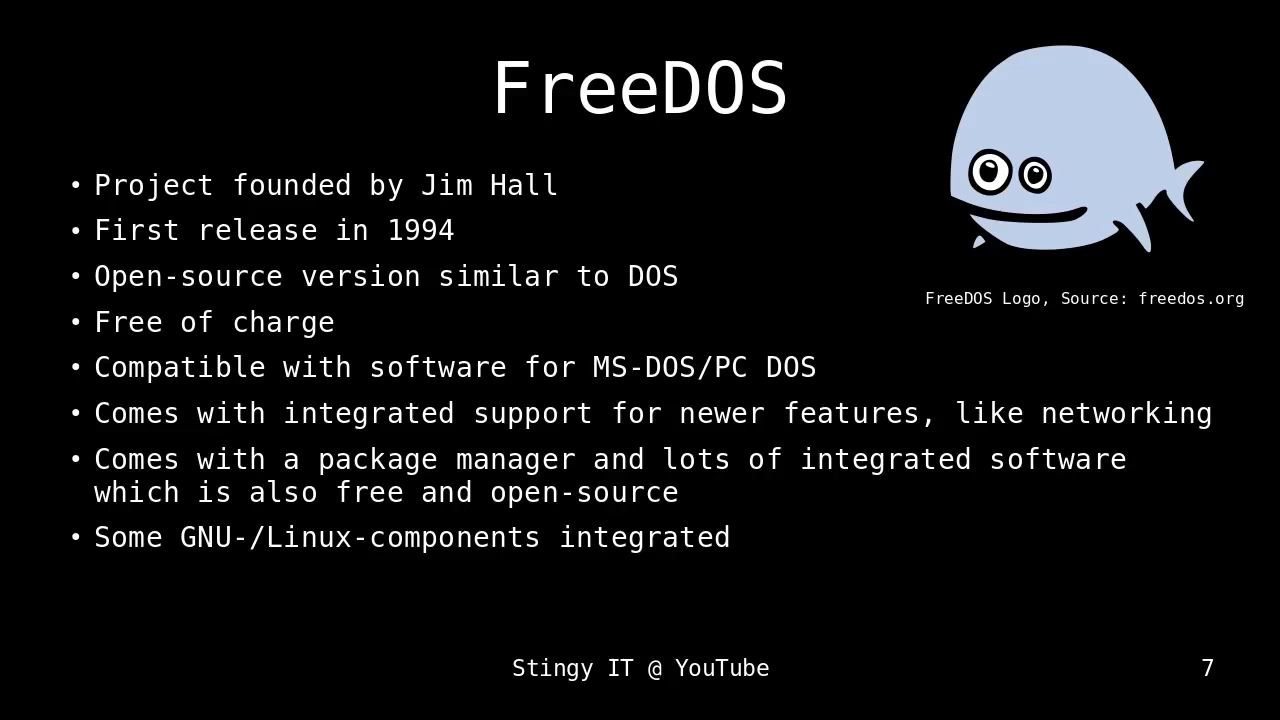 FreeDOS
• Project founded by Jim Hall
• First release in 1994
• Open-source version similar to DOS
• Free of charge
• Compatible with software for MS-DOS/PC DOS
• Comes with integrated support for newer features, like networking
• Comes with a package manager and lots of integrated software
which is also free and open-source
• Some GNU-/Linux-components integrated
FreeDOS Logo, Source: freedos.org
Stingy IT @ YouTube
7